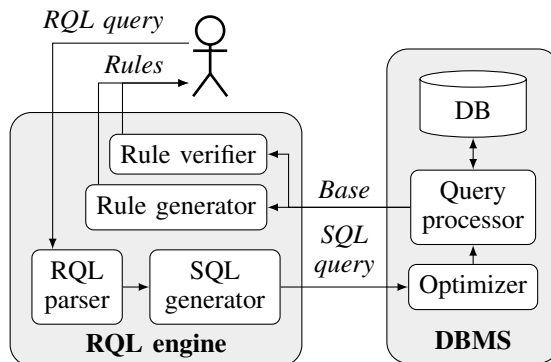 RQL query
Rules
DB
Rule verifier
Rule generator
Base
Query
processor
SQL
query
RQL
parser
SQL
generator
Optimizer
RQL engine
DBMS